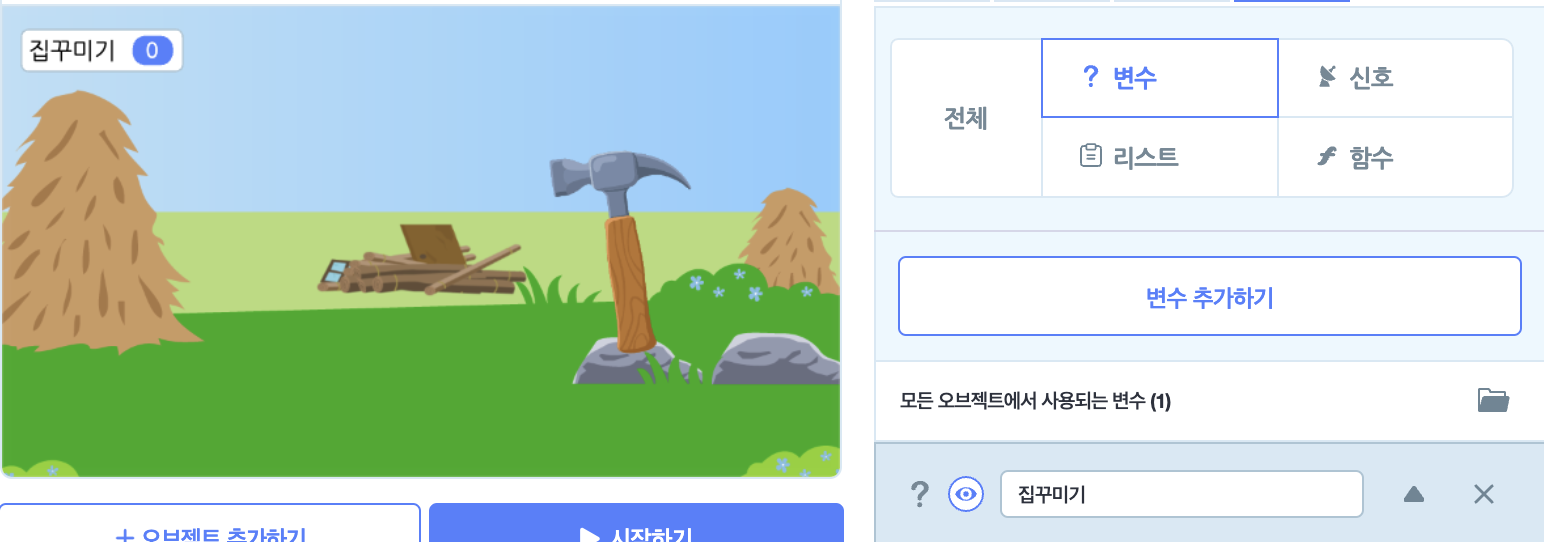 집꾸미기 0
전체
? 변수
신호
리스트
함수
변수 추가하기
모든 오브젝트에서 사용되는 변수 (1)
? 집꾸미기
+ 오브젝트 추가하기
시작하기